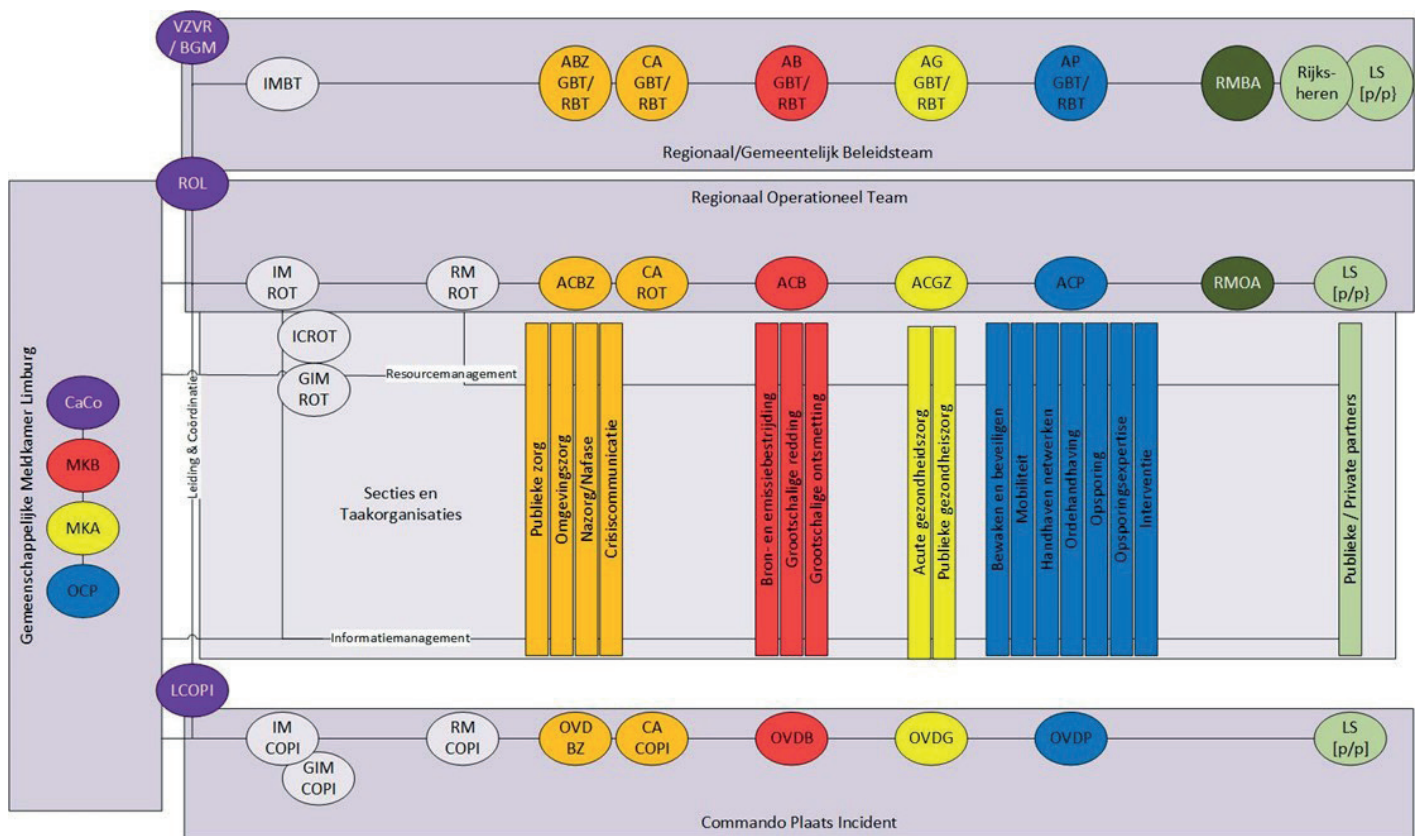 VZVR
/ BGM
IMBT
ABZ
GBT/
RBT
CA
GBT/
RBT
AB
GBT/
RBT
AG
GBT/
RBT
AP
GBT/
RBT
RMBA
Rijks-
heren
LS
[p/p}
Regionaal/Gemeentelijk Beleidsteam
ROL
Regionaal Operationeel Team
IM
ROT
RM
ROT
ACBZ
CA
ROT
ACB
ACGZ
ACP
RMOA
LS
[p/p}
ICROT
GIM
ROT
Resourcemanagement
Gemeenschappelijke Meldkamer Limburg
CaCo
MKB
MKA
OCP
Leiding & Coördinatie
Secties en
Taakorganisaties
Publieke zorg
Omgevingszorg
Nazorg/Nafase
Crisiscommunicatie
Bron- en emissiebestrijding
Grootschalige redding
Grootschalige ontsmetting
Acute gezondheidszorg
Publieke gezondheiszorg
Bewaken en beveiligen
Mobiliteit
Handhaven netwerken
Ordehandhaving
Opsporing
Opsporingsexpertise
Interventie
Publieke / Private partners
Informatiemanagement
LCOPI
IM
COPI
GIM
COPI
RM
COPI
OVD
BZ
CA
COPI
OVDB
OVDG
OVDP
LS
[p/p]
Commando Plaats Incident